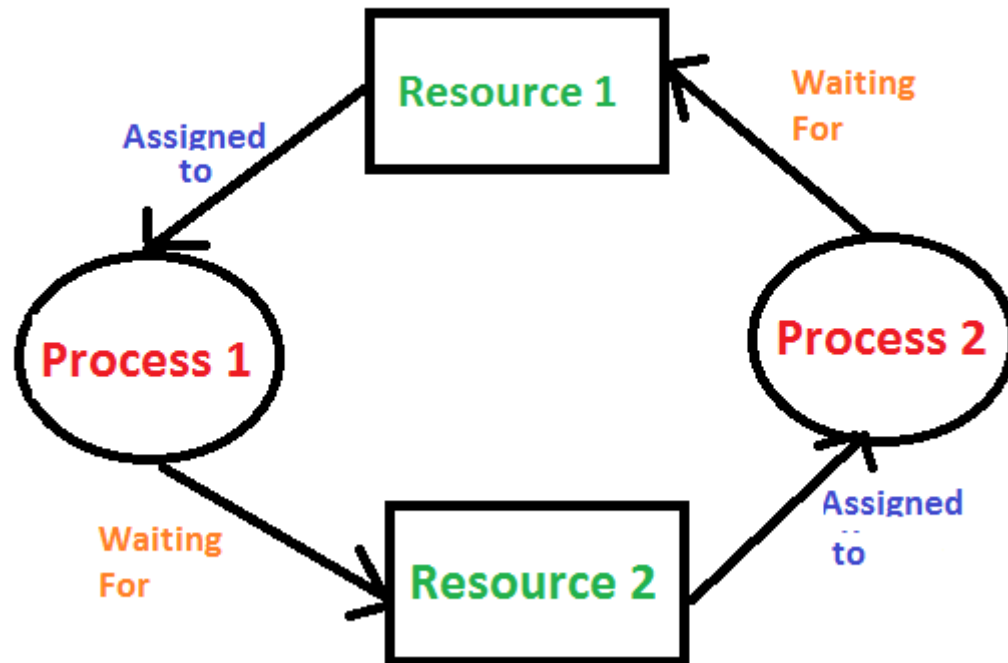 Resource 1
Waiting
For
Assigned
to
Process 1
Process 2
Waiting
For
Resource 2
Assigned
to